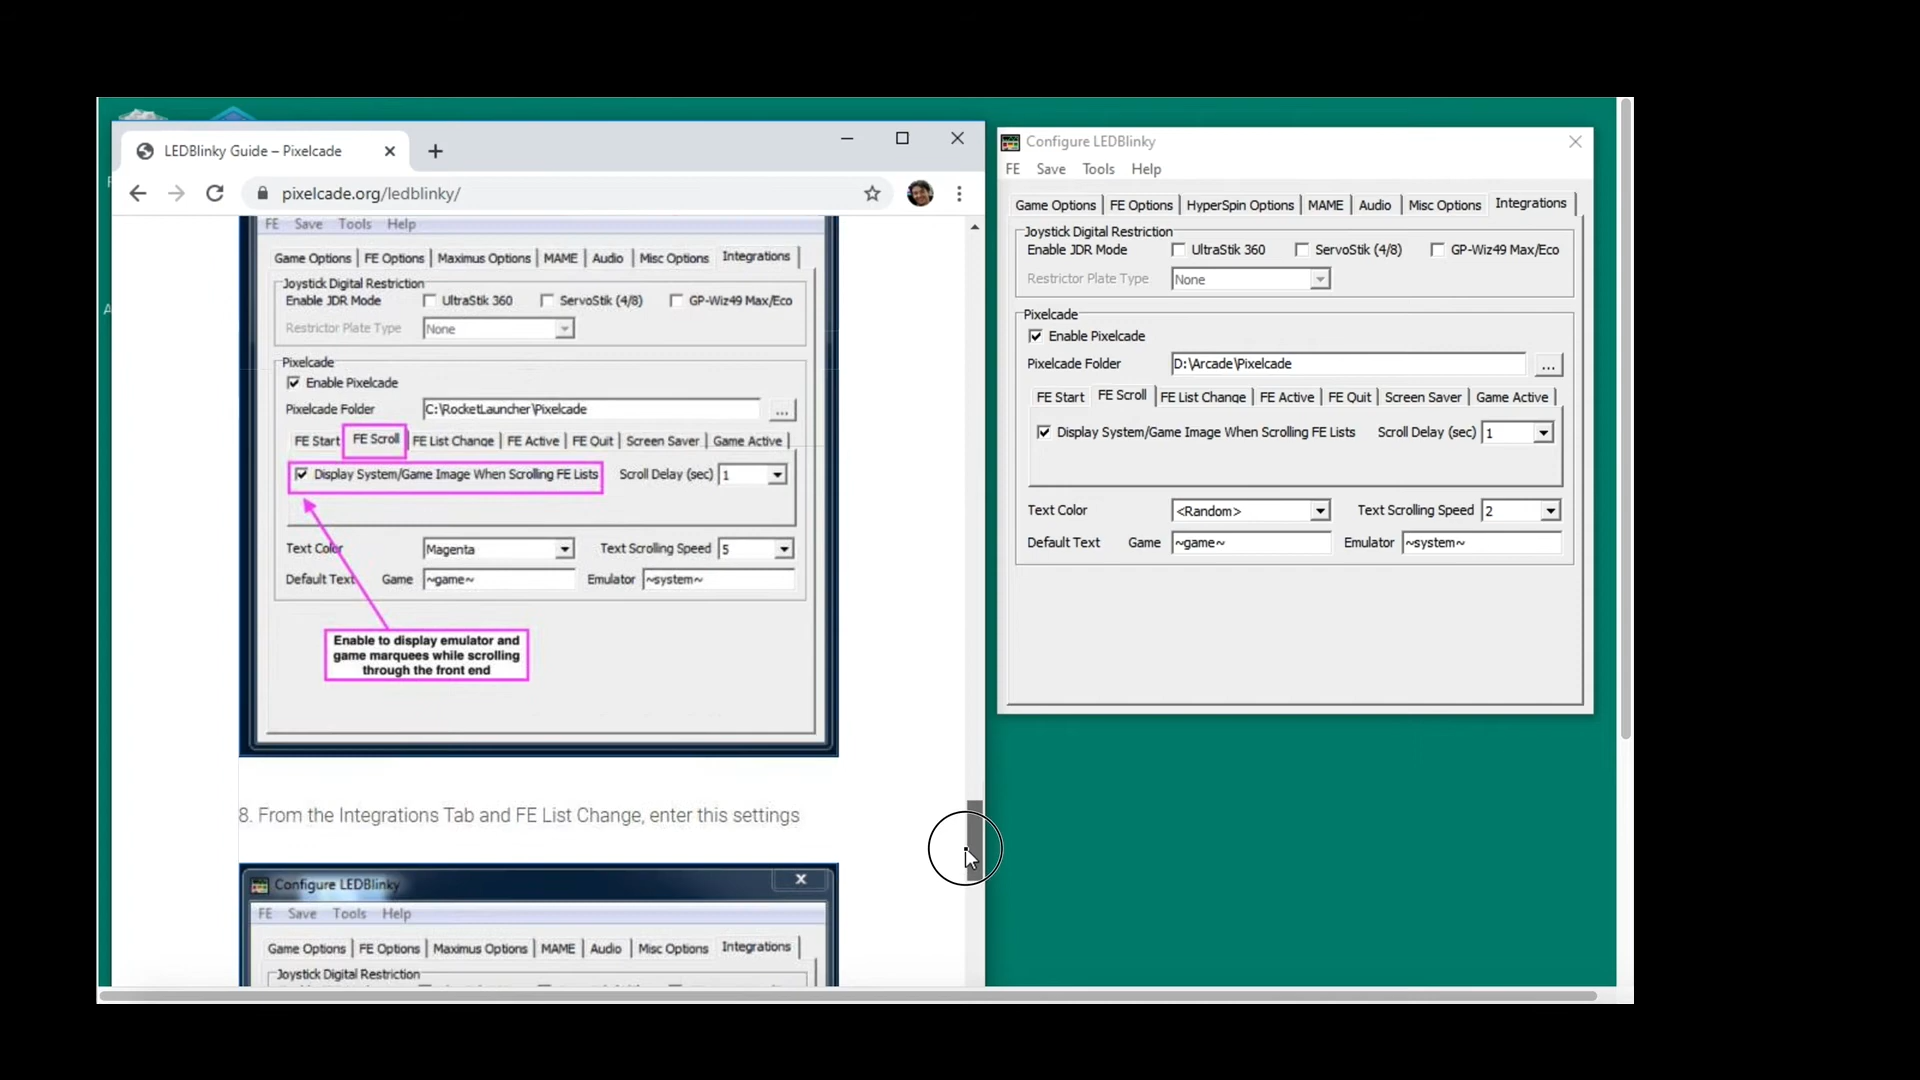 LEDBlinky Guide – Pixelcade
pixelcade.org/ledblinky/
FE Save Tools Help
Game Options FE Options Maximus Options MAME Audio Misc Options Integrations
Joystick Digital Restriction
Enable JDR Mode UltraStik 360 ServoStik (4/8) GP-Wiz49 Max/Eco
Restrictor Plate Type None
Pixelcade
Enable Pixelcade
Pixelcade Folder C:\RocketLauncher\Pixelcade ...
FE Start FE Scroll FE List Change FE Active FE Quit Screen Saver Game Active
Display System/Game Image When Scrolling FE Lists Scroll Delay (sec) 1
Text Color Magenta Text Scrolling Speed 5
Default Text Game ~game~ Emulator ~system~
Enable to display emulator and
game marquees while scrolling
through the front end
8. From the Integrations Tab and FE List Change, enter this settings
Configure LEDBlinky
FE Save Tools Help
Game Options FE Options Maximus Options MAME Audio Misc Options Integrations
Joystick Digital Restriction
Configure LEDBlinky
FE Save Tools Help
Game Options FE Options HyperSpin Options MAME Audio Misc Options Integrations
Joystick Digital Restriction
Enable JDR Mode UltraStik 360 ServoStik (4/8) GP-Wiz49 Max/Eco
Restrictor Plate Type None
Pixelcade
Enable Pixelcade
Pixelcade Folder D:\Arcade\Pixelcade ...
FE Start FE Scroll FE List Change FE Active FE Quit Screen Saver Game Active
Display System/Game Image When Scrolling FE Lists Scroll Delay (sec) 1
Text Color <Random> Text Scrolling Speed 2
Default Text Game ~game~ Emulator ~system~